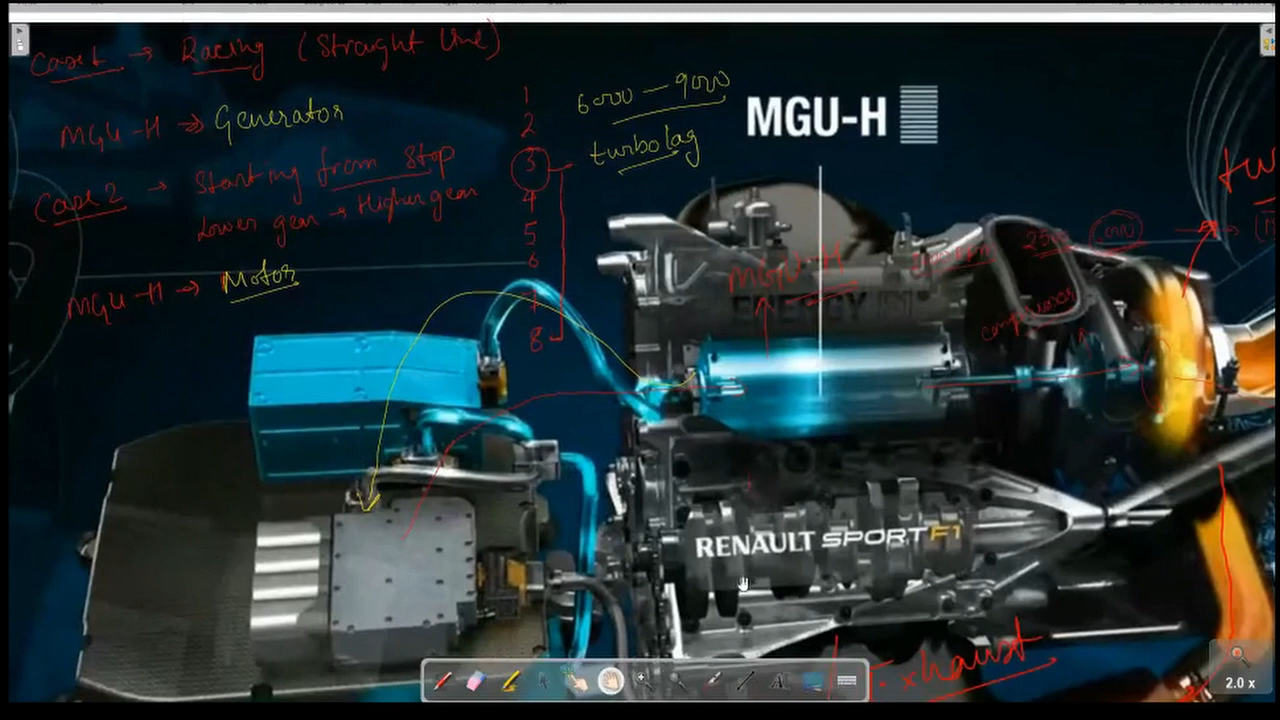 Case 1 → Racing (Straight line)
MGU-H ⇒ Generator
Case 2 → Starting from Stop
Lower gear → Higher gear
MGU-H → Motor
1
2
3
4
5
6
7
8
6000 - 9000
turbolag
MGU-H
MGU-H
ENERGY F1
compressor
RENAULT SPORT F1
Exhaust
A
2.0 x